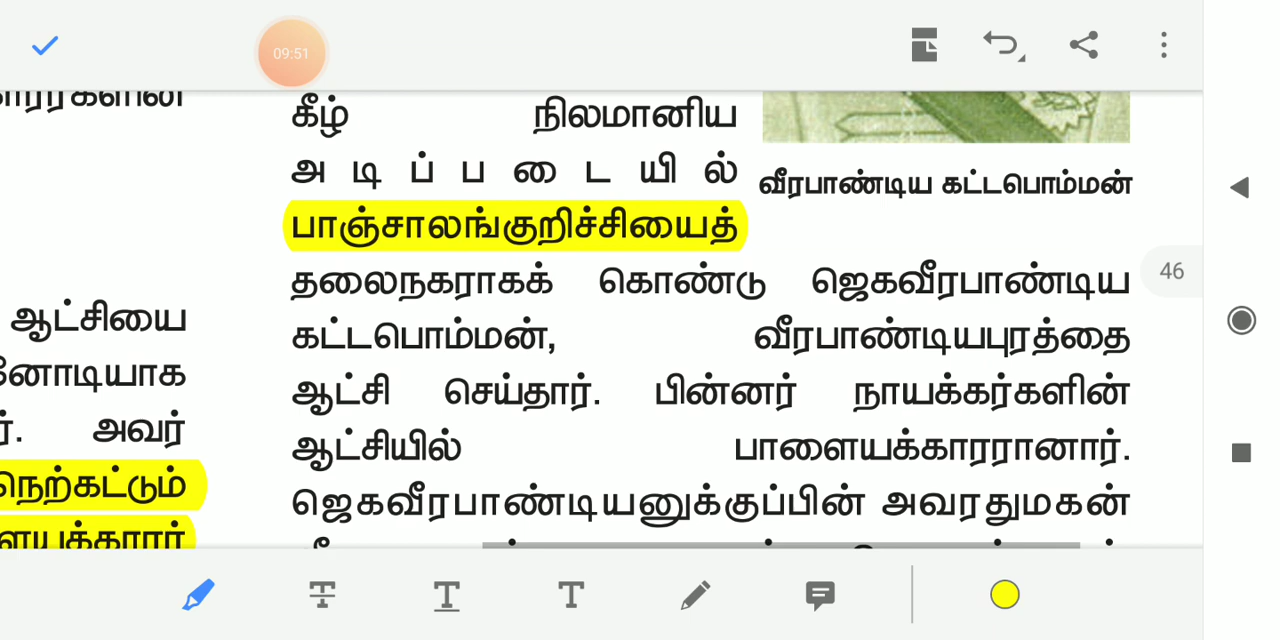 09:51
ஆட்சியை
அவர்
நெற்கட்டும்
கீழ் நிலமானிய
அடிப்படையில்
பாஞ்சாலங்குறிச்சியைத்
வீரபாண்டிய கட்டபொம்மன்
தலைநகராகக் கொண்டு ஜெகவீரபாண்டிய
கட்டபொம்மன், வீரபாண்டியபுரத்தை
ஆட்சி செய்தார். பின்னர் நாயக்கர்களின்
ஆட்சியில் பாளையக்காரரானார்.
ஜெகவீரபாண்டியனுக்குப்பின் அவரதுமகன்
46